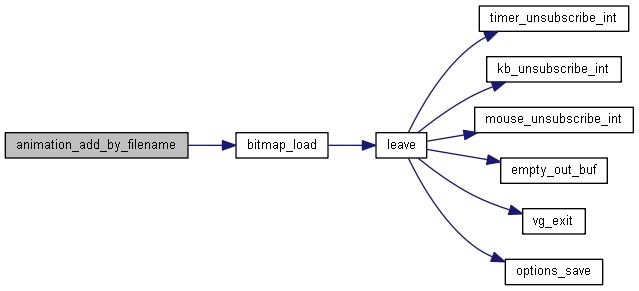 timer_unsubscribe_int
kb_unsubscribe_int
mouse_unsubscribe_int
animation_add_by_filename
bitmap_load
leave
empty_out_buf
vg_exit
options_save